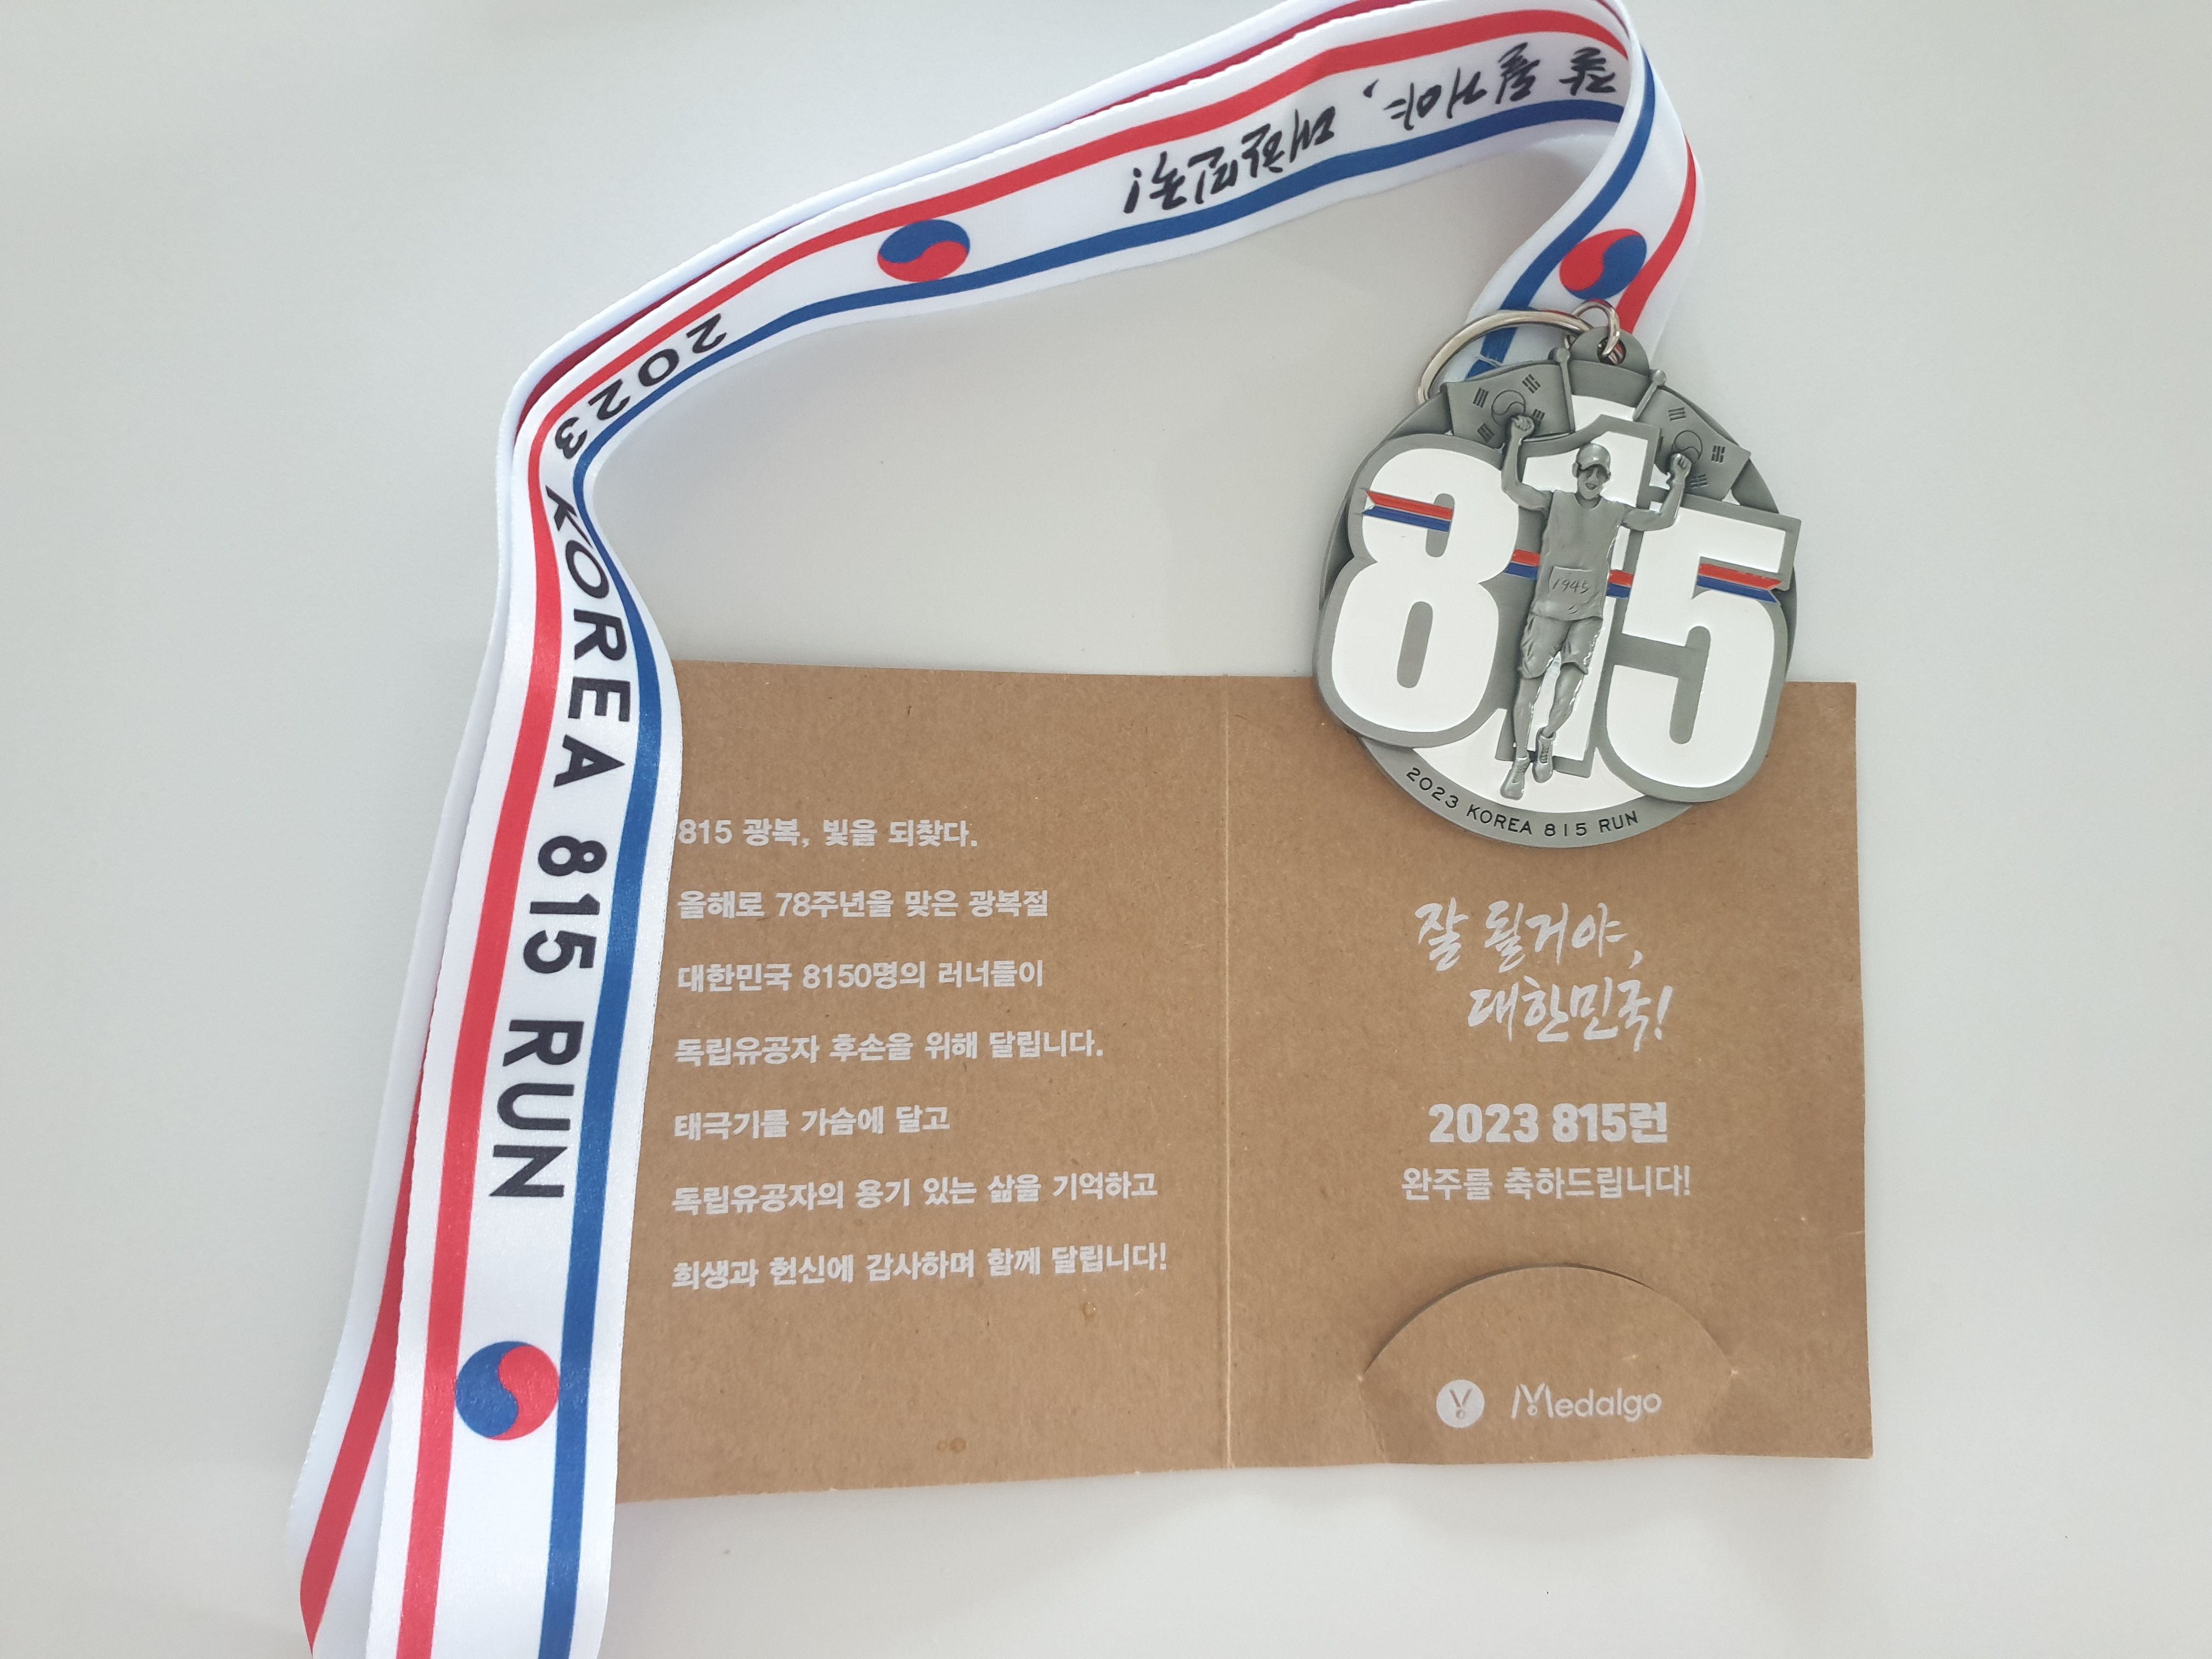 잘 될거야, 대한민국!
2023 KOREA 815 RUN
815
1945
2023 KOREA 815 RUN
815 광복, 빛을 되찾다.
올해로 78주년을 맞은 광복절
대한민국 8150명의 러너들이
독립유공자 후손을 위해 달립니다.
태극기를 가슴에 달고
독립유공자의 용기 있는 삶을 기억하고
희생과 헌신에 감사하며 함께 달립니다!
잘 될거야,
대한민국!
2023 815런
완주를 축하드립니다!
Medalgo